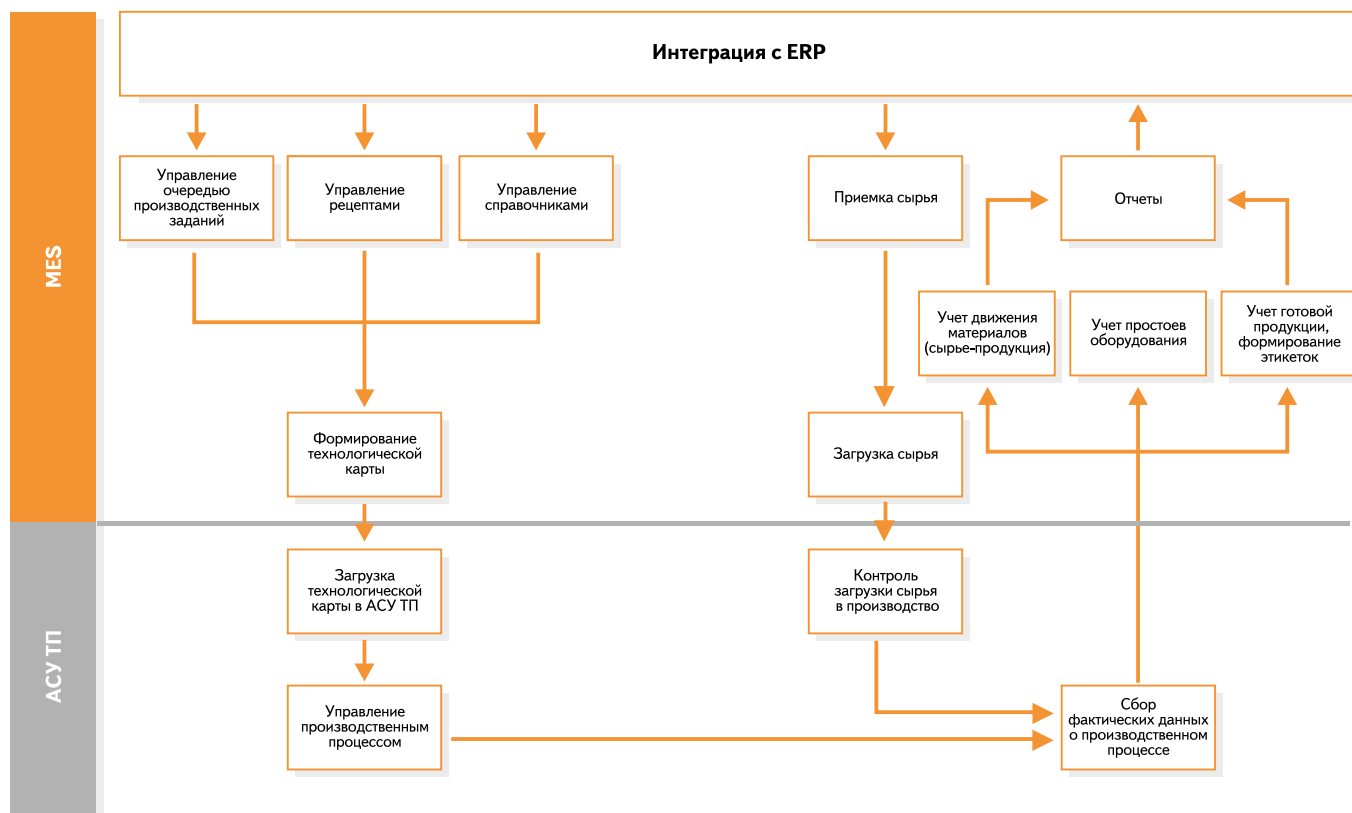 Интеграция с ERP
MES
Управление
очередью
производственных
заданий
Управление
рецептами
Управление
справочниками
Приемка сырья
Отчеты
Учет движения
материалов
(сырье-продукция)
Учет простоев
оборудования
Учет готовой
продукции,
формирование
этикеток
Формирование
технологической
карты
Загрузка сырья
АСУ ТП
Загрузка
технологической
карты в АСУ ТП
Контроль
загрузки сырья
в производство
Управление
производственным
процессом
Сбор
фактических данных
о производственном
процессе